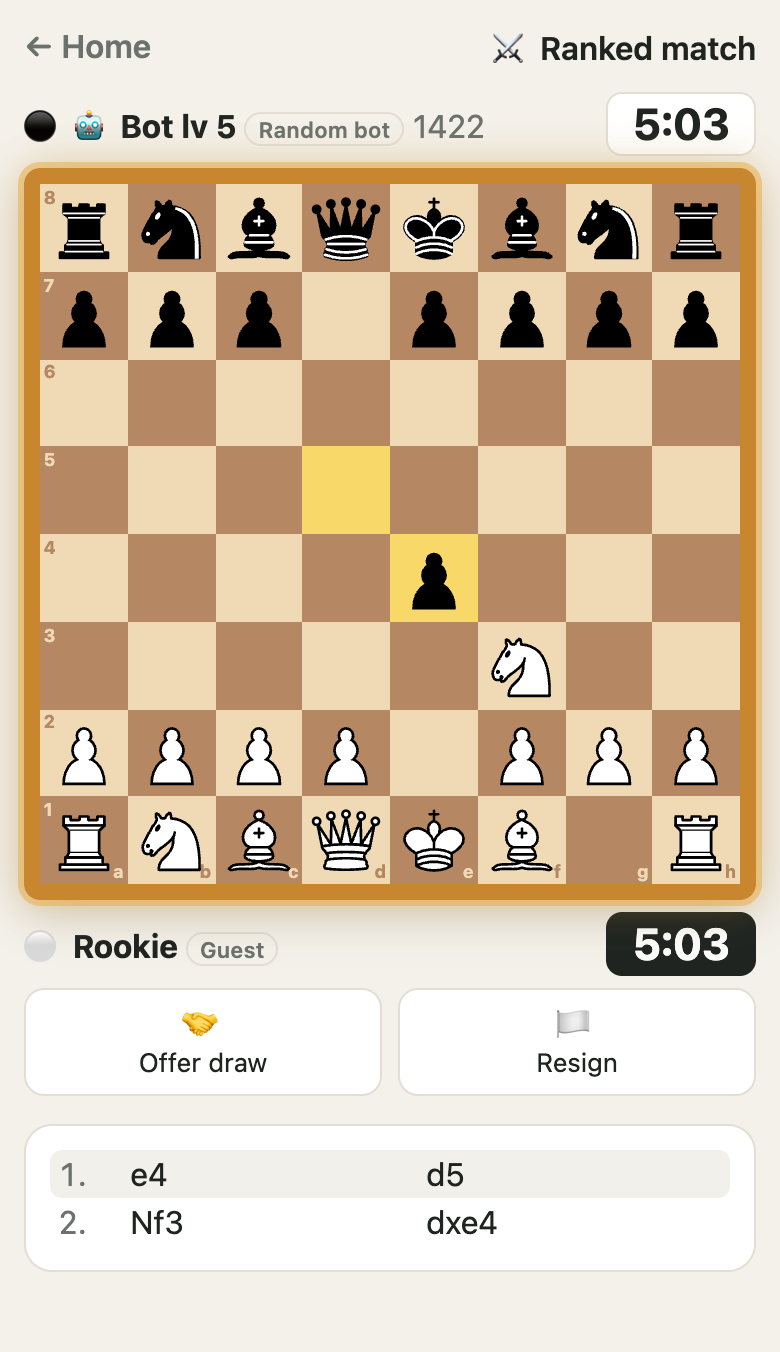 ← Home
⚔️ Ranked match
Bot lv 5 Random bot 1422
5:03
8
7
6
5
4
3
2
1
a b c d e f g h
Rookie Guest
5:03
Offer draw
Resign
1. e4 d5
2. Nf3 dxe4